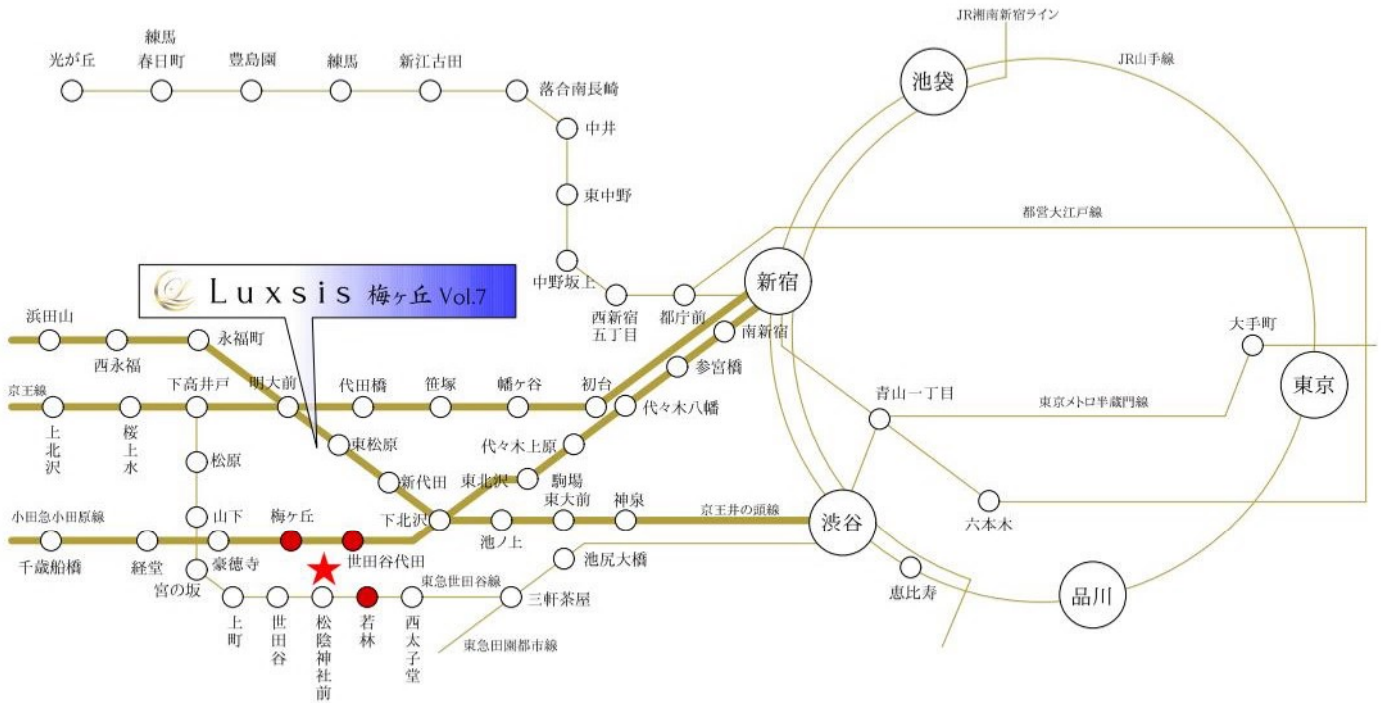 JR湘南新宿ライン
JR山手線
池袋
光が丘
練馬
春日町
豊島園
練馬
新江古田
落合南長崎
中井
東中野
中野坂上
西新宿
五丁目
都庁前
新宿
都営大江戸線
Luxsis 梅ヶ丘 Vol.7
浜田山
西永福
永福町
南新宿
参宮橋
大手町
東京
京王線
上北沢
桜上水
下高井戸
明大前
代田橋
笹塚
幡ヶ谷
初台
代々木八幡
青山一丁目
東京メトロ半蔵門線
東松原
代々木上原
松原
新代田
東北沢
駒場
東大前
神泉
京王井の頭線
渋谷
六本木
小田急小田原線
山下
梅ヶ丘
下北沢
池ノ上
千歳船橋
経堂
豪徳寺
世田谷代田
池尻大橋
恵比寿
品川
宮の坂
東急世田谷線
三軒茶屋
上町
世田谷
松陰神社前
若林
西太子堂
東急田園都市線